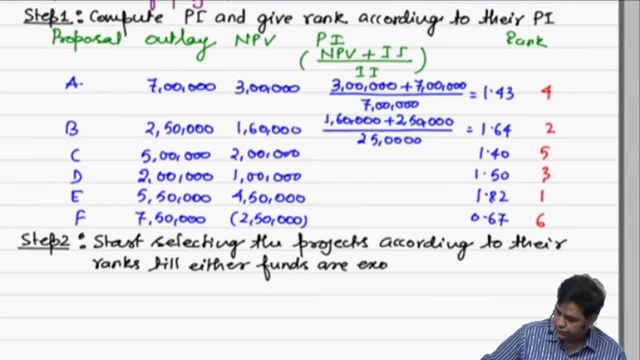 Step1: Compute PI and give rank according to their PI
Proposal outlay NPV PI Rank
(NPV + II / II)
A. 7,00,000 3,00,000 3,00,000 + 7,00,000 / 7,00,000 = 1.43 4
B 2,50,000 1,60,000 1,60,000 + 2,50,000 / 25,0000 = 1.64 2
C 5,00,000 2,00,000 1.40 5
D 2,00,000 1,00,000 1.50 3
E 5,50,000 4,50,000 1.82 1
F 7,50,000 (2,50,000) 0.67 6
Step2: Start selecting the projects according to their
ranks till either funds are exo